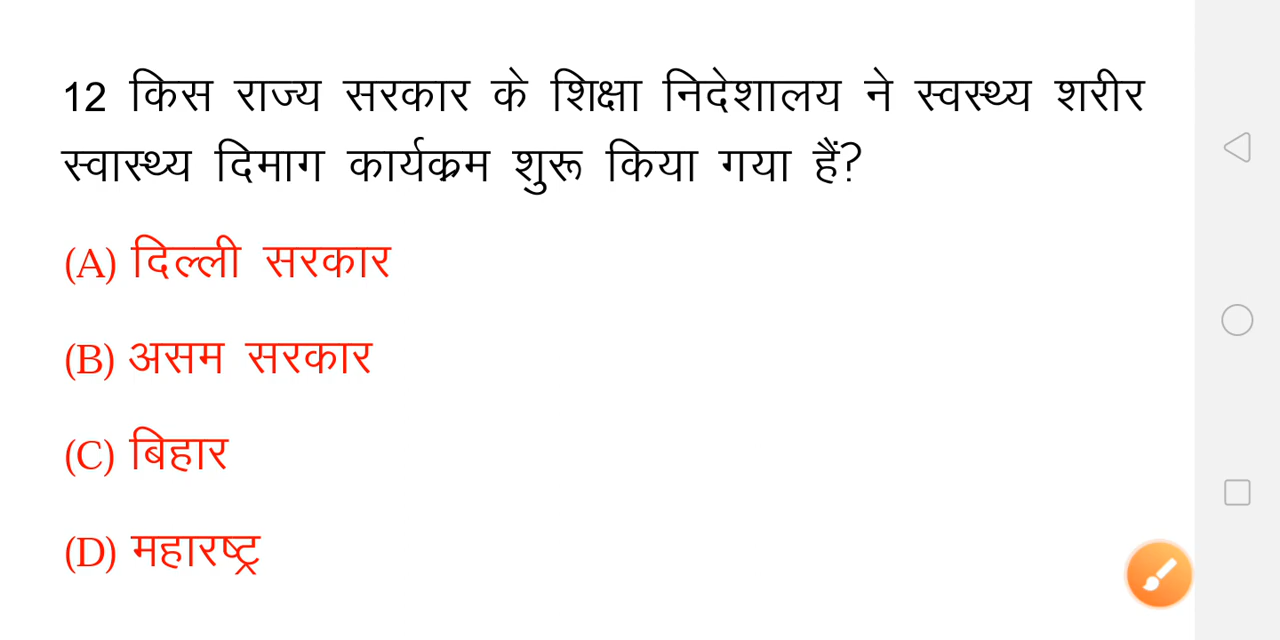 12 किस राज्य सरकार के शिक्षा निदेशालय ने स्वस्थ्य शरीर
स्वास्थ्य दिमाग कार्यक्रम शुरू किया गया हैं?
(A) दिल्ली सरकार
(B) असम सरकार
(C) बिहार
(D) महारष्ट्र